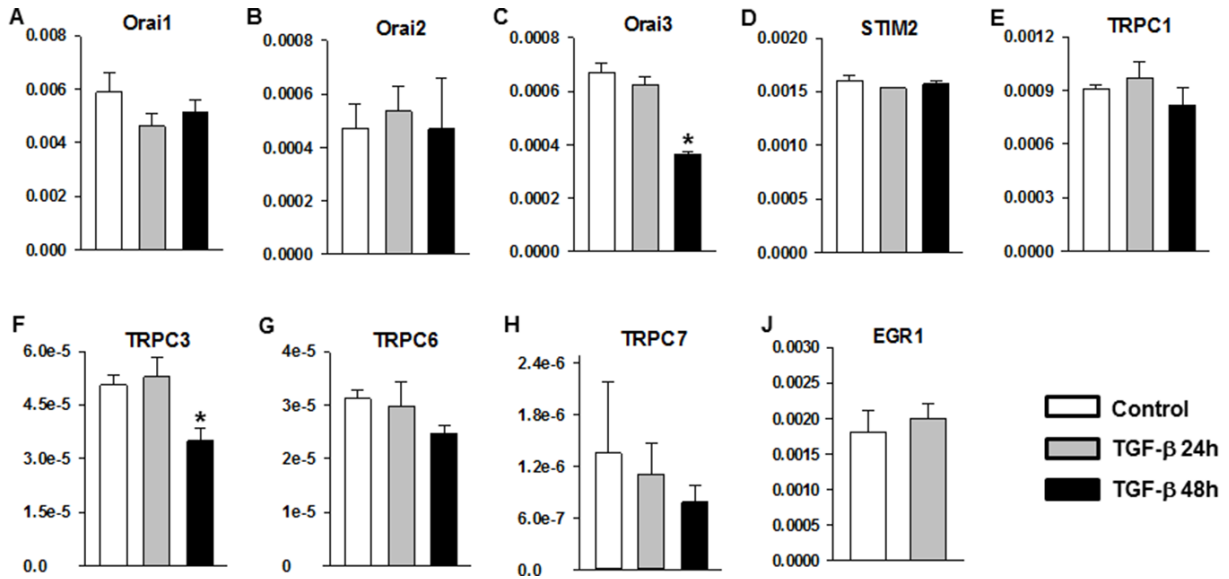 A
Orai1
0.008
0.006
0.004
0.002
0.000
B
Orai2
0.0008
0.0006
0.0004
0.0002
0.0000
C
Orai3
0.0008
0.0006
0.0004
0.0002
0.0000
*
D
STIM2
0.0020
0.0015
0.0010
0.0005
0.0000
E
TRPC1
0.0012
0.0009
0.0006
0.0003
0.0000
F
TRPC3
6.0e-5
4.5e-5
3.0e-5
1.5e-5
0.0
*
G
TRPC6
4e-5
3e-5
2e-5
1e-5
0
H
TRPC7
2.4e-6
1.8e-6
1.2e-6
6.0e-7
0.0
J
EGR1
0.0030
0.0025
0.0020
0.0015
0.0010
0.0005
0.0000
Control
TGF-β 24h
TGF-β 48h